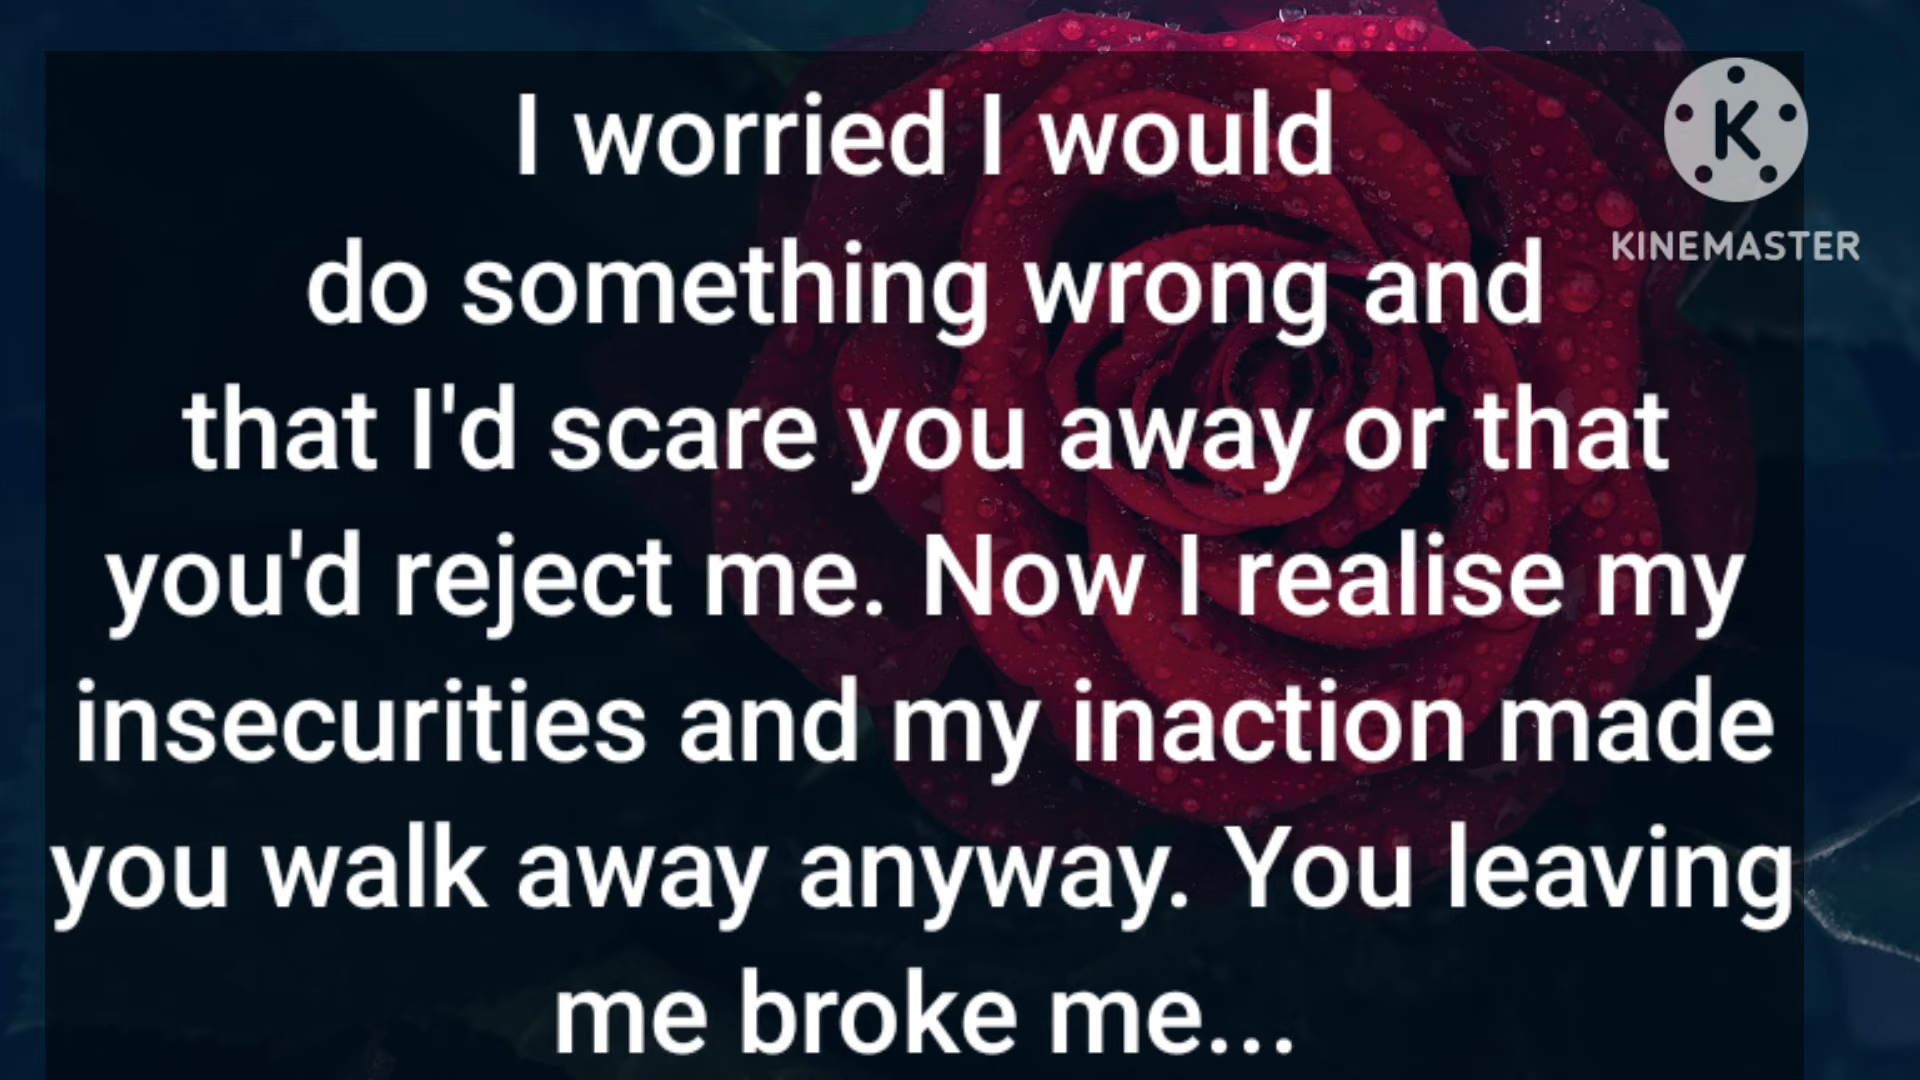 I worried I would
do something wrong and
that I'd scare you away or that
you'd reject me. Now I realise my
insecurities and my inaction made
you walk away anyway. You leaving
me broke me...
K
KINEMASTER